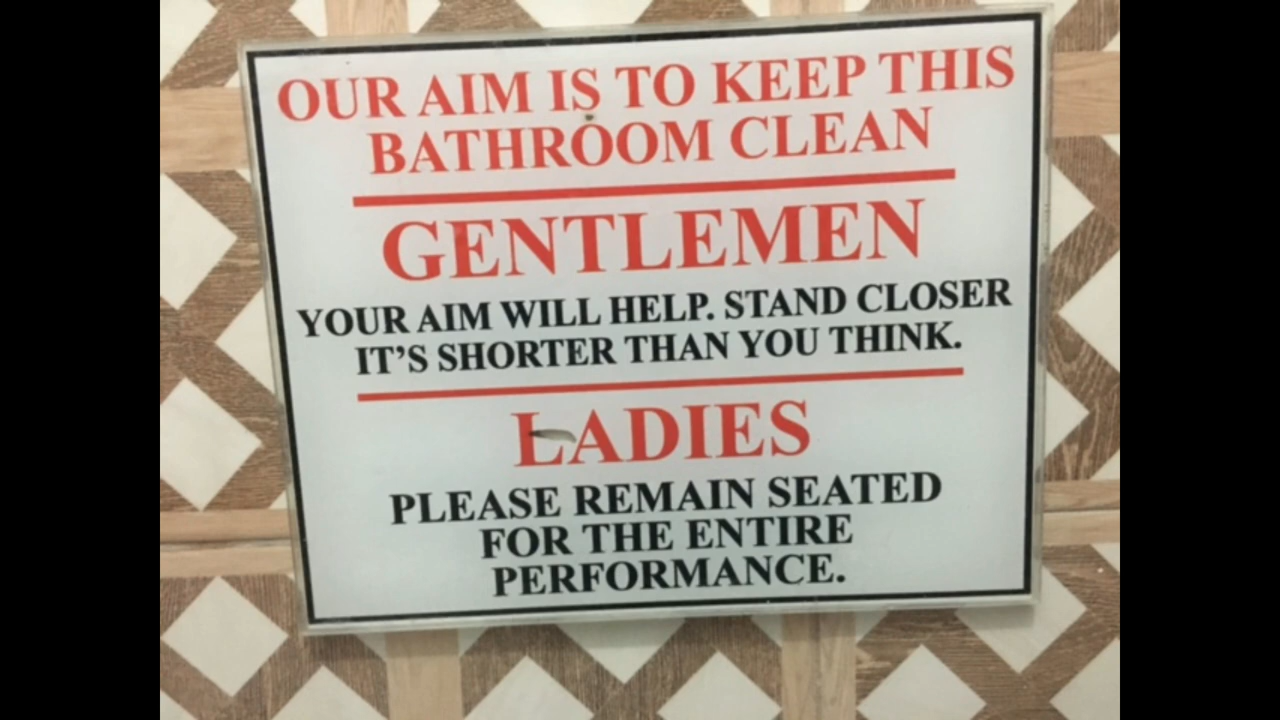 OUR AIM IS TO KEEP THIS
BATHROOM CLEAN
GENTLEMEN
YOUR AIM WILL HELP. STAND CLOSER
IT'S SHORTER THAN YOU THINK.
LADIES
PLEASE REMAIN SEATED
FOR THE ENTIRE
PERFORMANCE.